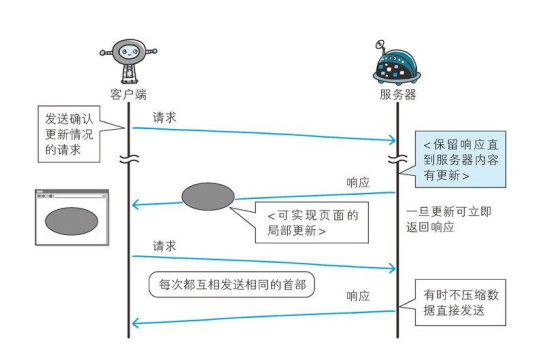 客户端
服务器
发送确认
更新情况
的请求
请求
<保留响应直
到服务器内容
有更新>
响应
<可实现页面的
局部更新>
一旦更新可立即
返回响应
请求
每次都互相发送相同的首部
响应
有时不压缩数
据直接发送